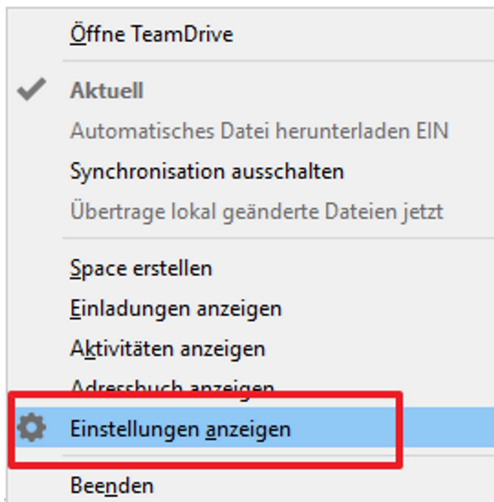 Öffne TeamDrive
Aktuell
Automatisches Datei herunterladen EIN
Synchronisation ausschalten
Übertrage lokal geänderte Dateien jetzt
Space erstellen
Einladungen anzeigen
Aktivitäten anzeigen
Adressbuch anzeigen
Einstellungen anzeigen
Beenden